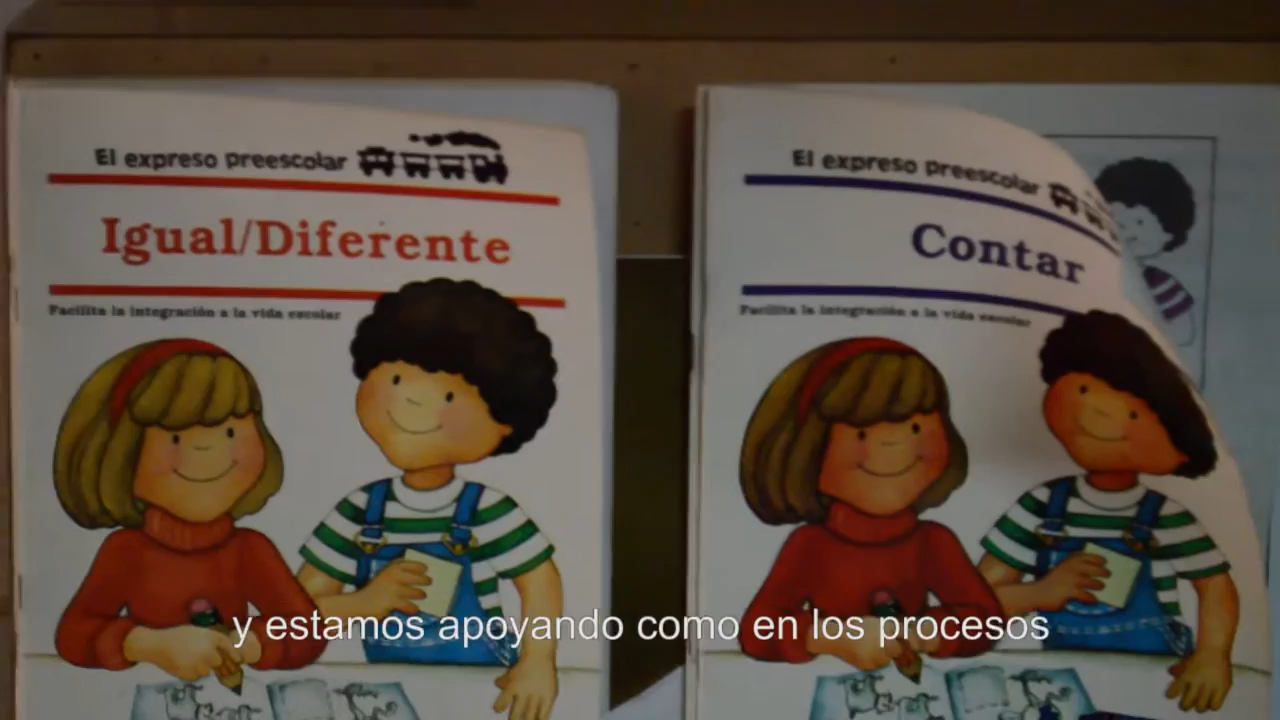 El expreso preescolar
Igual/Diferente
Facilita la integración a la vida escolar
El expreso preescolar
Contar
Facilita la integración a la vida escolar
y estamos apoyando como en los procesos